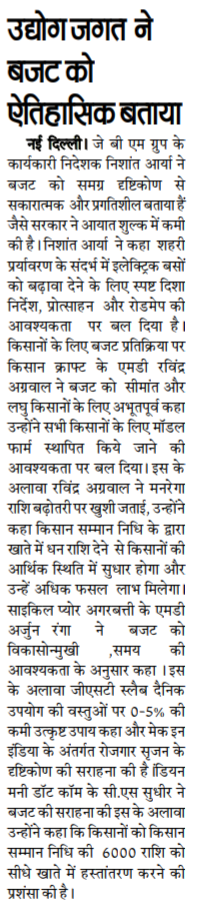 उद्योग जगत ने
बजट को
ऐतिहासिक बताया
नई दिल्ली। जे बी एम ग्रुप के
कार्यकारी निदेशक निशांत आर्या ने
बजट को समग्र दृष्टिकोण से
सकारात्मक और प्रगतिशील बताया हैं
जैसे सरकार ने आयात शुल्क में कमी
की है। निशांत आर्या ने कहा शहरी
प्रर्यावरण के संदर्भ में इलेक्ट्रिक बसों
को बढ़ावा देने के लिए स्पष्ट दिशा
निर्देश, प्रोत्साहन और रोडमेप की
आवश्यकता पर बल दिया है।
किसानों के लिए बजट प्रतिक्रिया पर
किसान क्राफ्ट के एमडी रविंद्र
अग्रवाल ने बजट को सीमांत और
लघु किसानों के लिए अभूतपूर्व कहा
उन्होंने सभी किसानों के लिए मॉडल
फार्म स्थापित किये जाने की
आवश्यकता पर बल दिया। इस के
अलावा रविंद्र अग्रवाल ने मनरेगा
राशि बढ़ोतरी पर खुशी जताई, उन्होंने
कहा किसान सम्मान निधि के द्वारा
खाते में धन राशि देने से किसानों की
आर्थिक स्थिति में सुधार होगा और
उन्हें अधिक फसल लाभ मिलेगा।
साइकिल प्योर अगरबत्ती के एमडी
अर्जुन रंगा ने बजट को
विकासोन्मुखी ,समय की
आवश्यकता के अनुसार कहा । इस
के अलावा जीएसटी स्लैब दैनिक
उपयोग की वस्तुओं पर 0-5% की
कमी उत्कृष्ट उपाय कहा और मेक इन
इंडिया के अंतर्गत रोजगार सृजन के
दृष्टिकोण की सराहना की है।डियन
मनी डॉट कॉम के सी.एस सुधीर ने
बजट की सराहना की इस के अलावा
उन्होंने कहा कि किसानों को किसान
सम्मान निधि की 6000 राशि को
सीधे खाते में हस्तांतरण करने की
प्रशंसा की है।